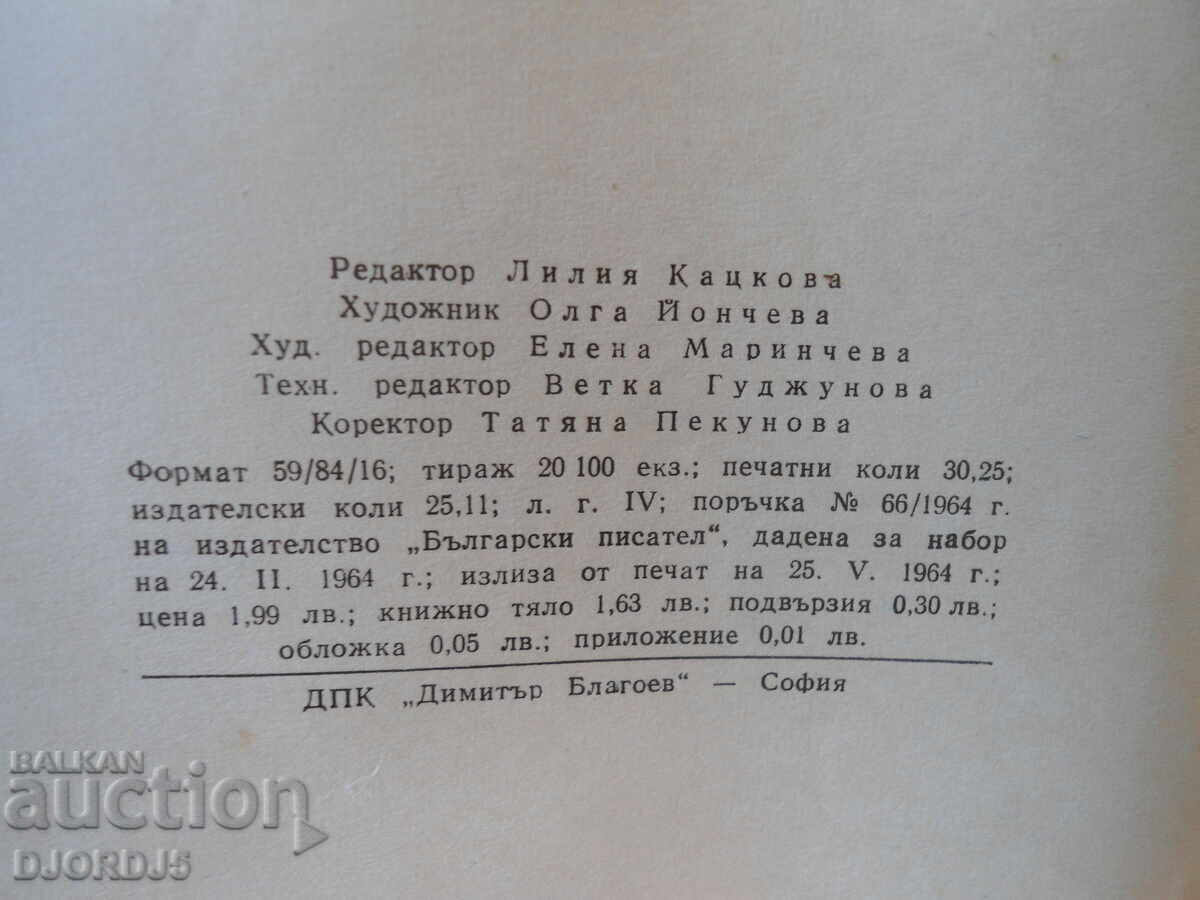 Редактор Лилия Кацкова
Художник Олга Йончева
Худ. редактор Елена Маринчева
Техн. редактор Ветка Гуджунова
Коректор Татяна Пекунова
Формат 59/84/16; тираж 20 100 екз.; печатни коли 30,25;
издателски коли 25,11; л. г. IV; поръчка № 66/1964 г.
на издателство „Български писател“, дадена за набор
на 24. II. 1964 г.; излиза от печат на 25. V. 1964 г.;
цена 1,99 лв.; книжно тяло 1,63 лв.; подвързия 0,30 лв.;
обложка 0,05 лв.; приложение 0,01 лв.
ДПК „Димитър Благоев“ — София
BALKAN
auction
DJORDJ5